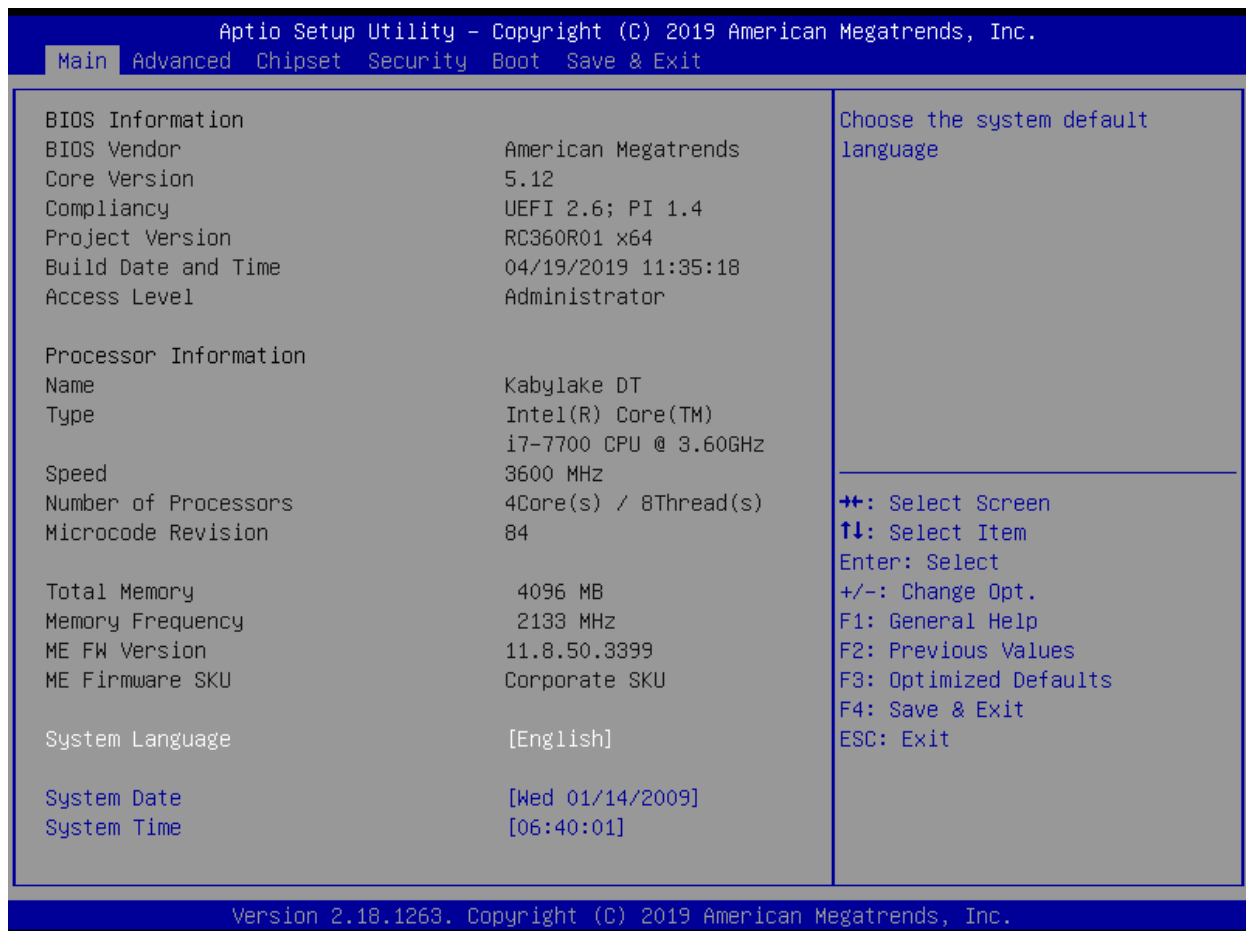 Aptio Setup Utility – Copyright (C) 2019 American Megatrends, Inc.
Main Advanced Chipset Security Boot Save & Exit
BIOS Information
BIOS Vendor American Megatrends
Core Version 5.12
Compliancy UEFI 2.6; PI 1.4
Project Version RC360R01 x64
Build Date and Time 04/19/2019 11:35:18
Access Level Administrator
Processor Information
Name Kabylake DT
Type Intel(R) Core(TM)
i7-7700 CPU @ 3.60GHz
Speed 3600 MHz
Number of Processors 4Core(s) / 8Thread(s)
Microcode Revision 84
Total Memory 4096 MB
Memory Frequency 2133 MHz
ME FW Version 11.8.50.3399
ME Firmware SKU Corporate SKU
System Language [English]
System Date [Wed 01/14/2009]
System Time [06:40:01]
Choose the system default
language
→←: Select Screen
↑↓: Select Item
Enter: Select
+/-: Change Opt.
F1: General Help
F2: Previous Values
F3: Optimized Defaults
F4: Save & Exit
ESC: Exit
Version 2.18.1263. Copyright (C) 2019 American Megatrends, Inc.